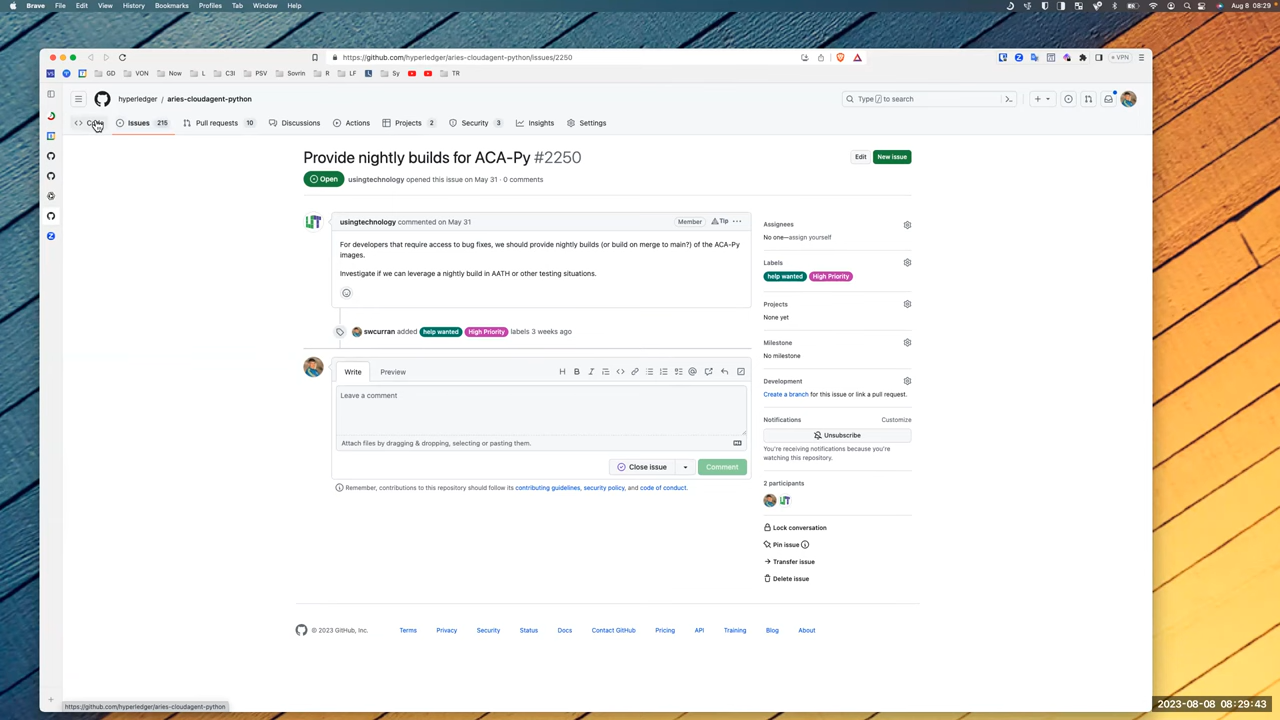 Brave File Edit View History Bookmarks Profiles Tab Window Help Aug 8 08:29
https://github.com/hyperledger/aries-cloudagent-python/issues/2250 VPN
GD VON Now L C3I PSV Sovrin R LF Sy TR
hyperledger / aries-cloudagent-python
Type / to search
Code Issues 215 Pull requests 10 Discussions Actions Projects 2 Security 3 Insights Settings
Provide nightly builds for ACA-Py #2250
Edit New issue
Open usingtechnology opened this issue on May 31 · 0 comments
usingtechnology commented on May 31
Member Tip ···
For developers that require access to bug fixes, we should provide nightly builds (or build on merge to main?) of the ACA-Py
images.
Investigate if we can leverage a nightly build in AATH or other testing situations.
swcurran added help wanted High Priority labels 3 weeks ago
Write Preview
Leave a comment
Attach files by dragging & dropping, selecting or pasting them.
Close issue Comment
Remember, contributions to this repository should follow its contributing guidelines, security policy, and code of conduct.
Assignees
No one—assign yourself
Labels
help wanted High Priority
Projects
None yet
Milestone
No milestone
Development
Create a branch for this issue or link a pull request.
Notifications Customize
Unsubscribe
You're receiving notifications because you're
watching this repository.
2 participants
Lock conversation
Pin issue
Transfer issue
Delete issue
© 2023 GitHub, Inc. Terms Privacy Security Status Docs Contact GitHub Pricing API Training Blog About
https://github.com/hyperledger/aries-cloudagent-python
2023-08-08 08:29:43